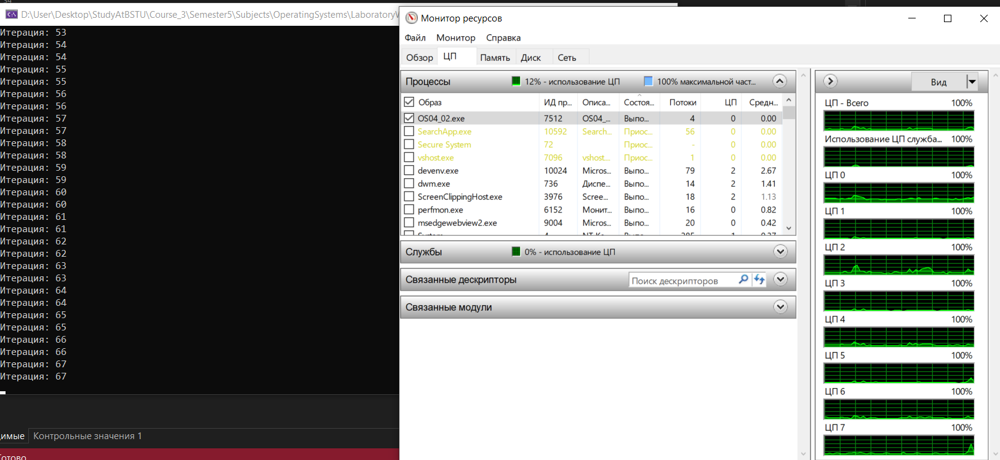 D:\User\Desktop\StudyAtBSTU\Course_3\Semester5\Subjects\OperatingSystems\Laboratory
Итерация: 53
Итерация: 54
Итерация: 54
Итерация: 55
Итерация: 55
Итерация: 56
Итерация: 56
Итерация: 57
Итерация: 57
Итерация: 58
Итерация: 58
Итерация: 59
Итерация: 59
Итерация: 60
Итерация: 60
Итерация: 61
Итерация: 61
Итерация: 62
Итерация: 62
Итерация: 63
Итерация: 63
Итерация: 64
Итерация: 64
Итерация: 65
Итерация: 65
Итерация: 66
Итерация: 66
Итерация: 67
Итерация: 67
Контрольные значения 1
Монитор ресурсов
Файл Монитор Справка
Обзор ЦП Память Диск Сеть
Процессы 12% - использование ЦП 100% максимальной част...
Образ ИД пр... Описа... Состоя... Потоки ЦП Средн...
OS04_02.exe 7512 OS04_... Выпо... 4 0 0.00
SearchApp.exe 10592 Search... Приос... 56 0 0.00
Secure System 72 Приос... - 0 0.00
vshost.exe 7096 vshost.... Приос... 1 0 0.00
devenv.exe 10024 Micros... Выпо... 79 2 2.67
dwm.exe 736 Диспе... Выпо... 14 2 1.41
ScreenClippingHost.exe 3976 Scree... Выпо... 18 2 1.13
perfmon.exe 6152 Монит... Выпо... 16 0 0.82
msedgewebview2.exe 9004 Micros... Выпо... 20 0 0.42
Службы 0% - использование ЦП
Связанные дескрипторы Поиск дескрипторов
Связанные модули
Вид
ЦП - Всего 100%
Использование ЦП служба... 100%
ЦП 0 100%
ЦП 1 100%
ЦП 2 100%
ЦП 3 100%
ЦП 4 100%
ЦП 5 100%
ЦП 6 100%
ЦП 7 100%